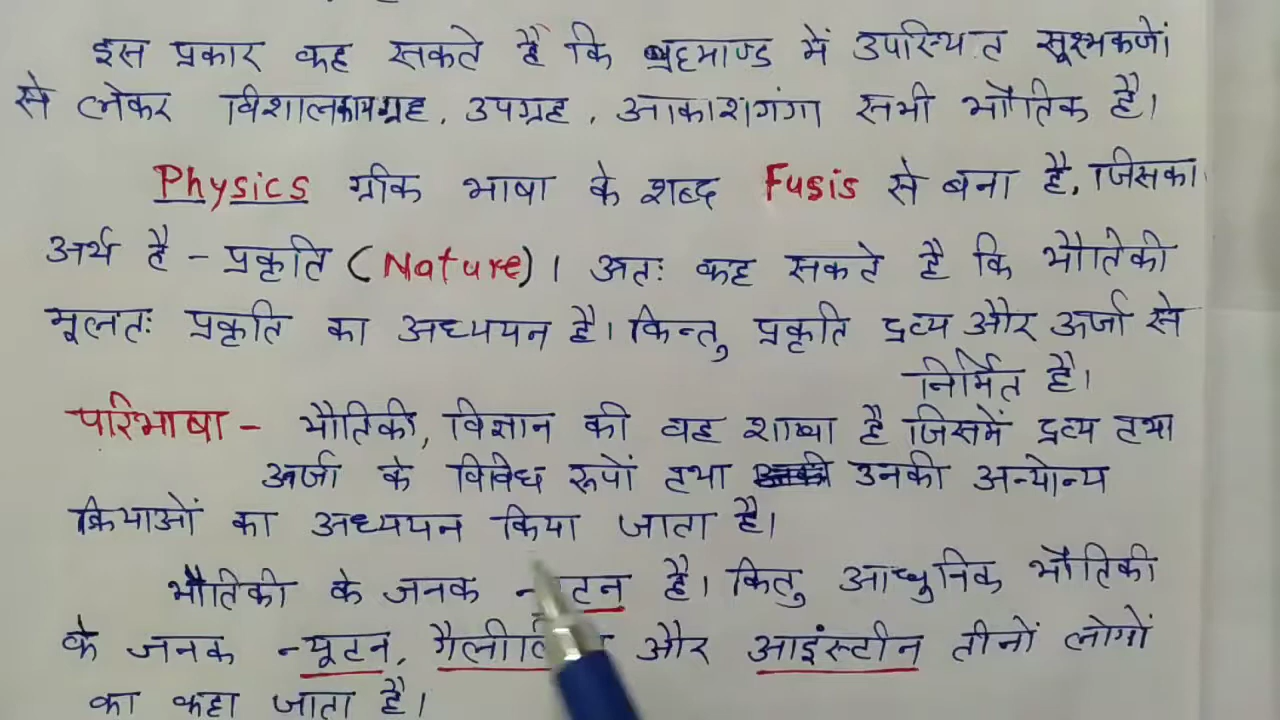 इस प्रकार कह सकते हैं कि ब्रह्माण्ड में उपस्थित सूक्ष्मकणों
से लेकर विशालकायग्रह, उपग्रह, आकाशगंगा सभी भौतिक है।
Physics ग्रीक भाषा के शब्द Fusis से बना है, जिसका
अर्थ है - प्रकृति (Nature)। अतः कह सकते है कि भौतिकी
मूलतः प्रकृति का अध्ययन है। किन्तु प्रकृति द्रव्य और ऊर्जा से
निर्मित है।
परिभाषा - भौतिकी, विज्ञान की वह शाखा है जिसमें द्रव्य तथा
ऊर्जा के विविध रूपों तथा उनकी अन्योन्य
क्रियाओं का अध्ययन किया जाता है।
भौतिकी के जनक है। किंतु आधुनिक भौतिकी
के जनक न्यूटन, और आइंस्टीन तीनों लोगों
का कहा जाता है।